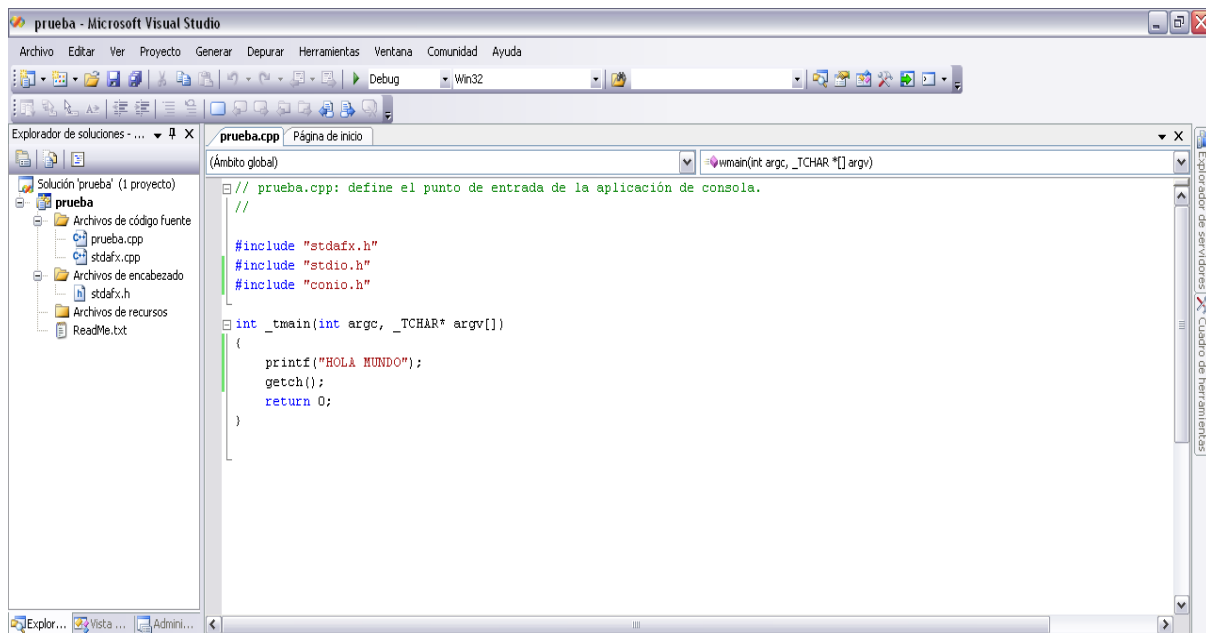 prueba - Microsoft Visual Studio
Archivo Editar Ver Proyecto Generar Depurar Herramientas Ventana Comunidad Ayuda
Debug Win32
Explorador de soluciones - ...
prueba.cpp Página de inicio
(Ámbito global) wmain(int argc, _TCHAR *[] argv)
Solución 'prueba' (1 proyecto)
prueba
Archivos de código fuente
prueba.cpp
stdafx.cpp
Archivos de encabezado
stdafx.h
Archivos de recursos
ReadMe.txt
// prueba.cpp: define el punto de entrada de la aplicación de consola.
//
#include "stdafx.h"
#include "stdio.h"
#include "conio.h"
int _tmain(int argc, _TCHAR* argv[])
{
printf("HOLA MUNDO");
getch();
return 0;
}
Explorador de servidores
Cuadro de herramientas
Explor... Vista ... Admini...